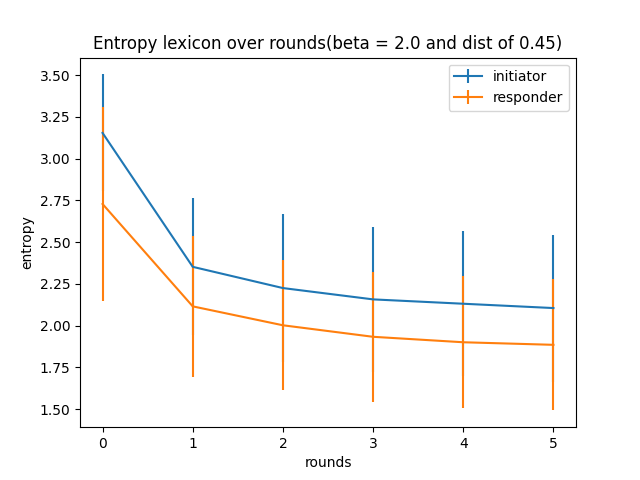 Entropy lexicon over rounds(beta = 2.0 and dist of 0.45)
initiator
responder
3.50
3.25
3.00
2.75
2.50
2.25
2.00
1.75
1.50
entropy
0 1 2 3 4 5
rounds